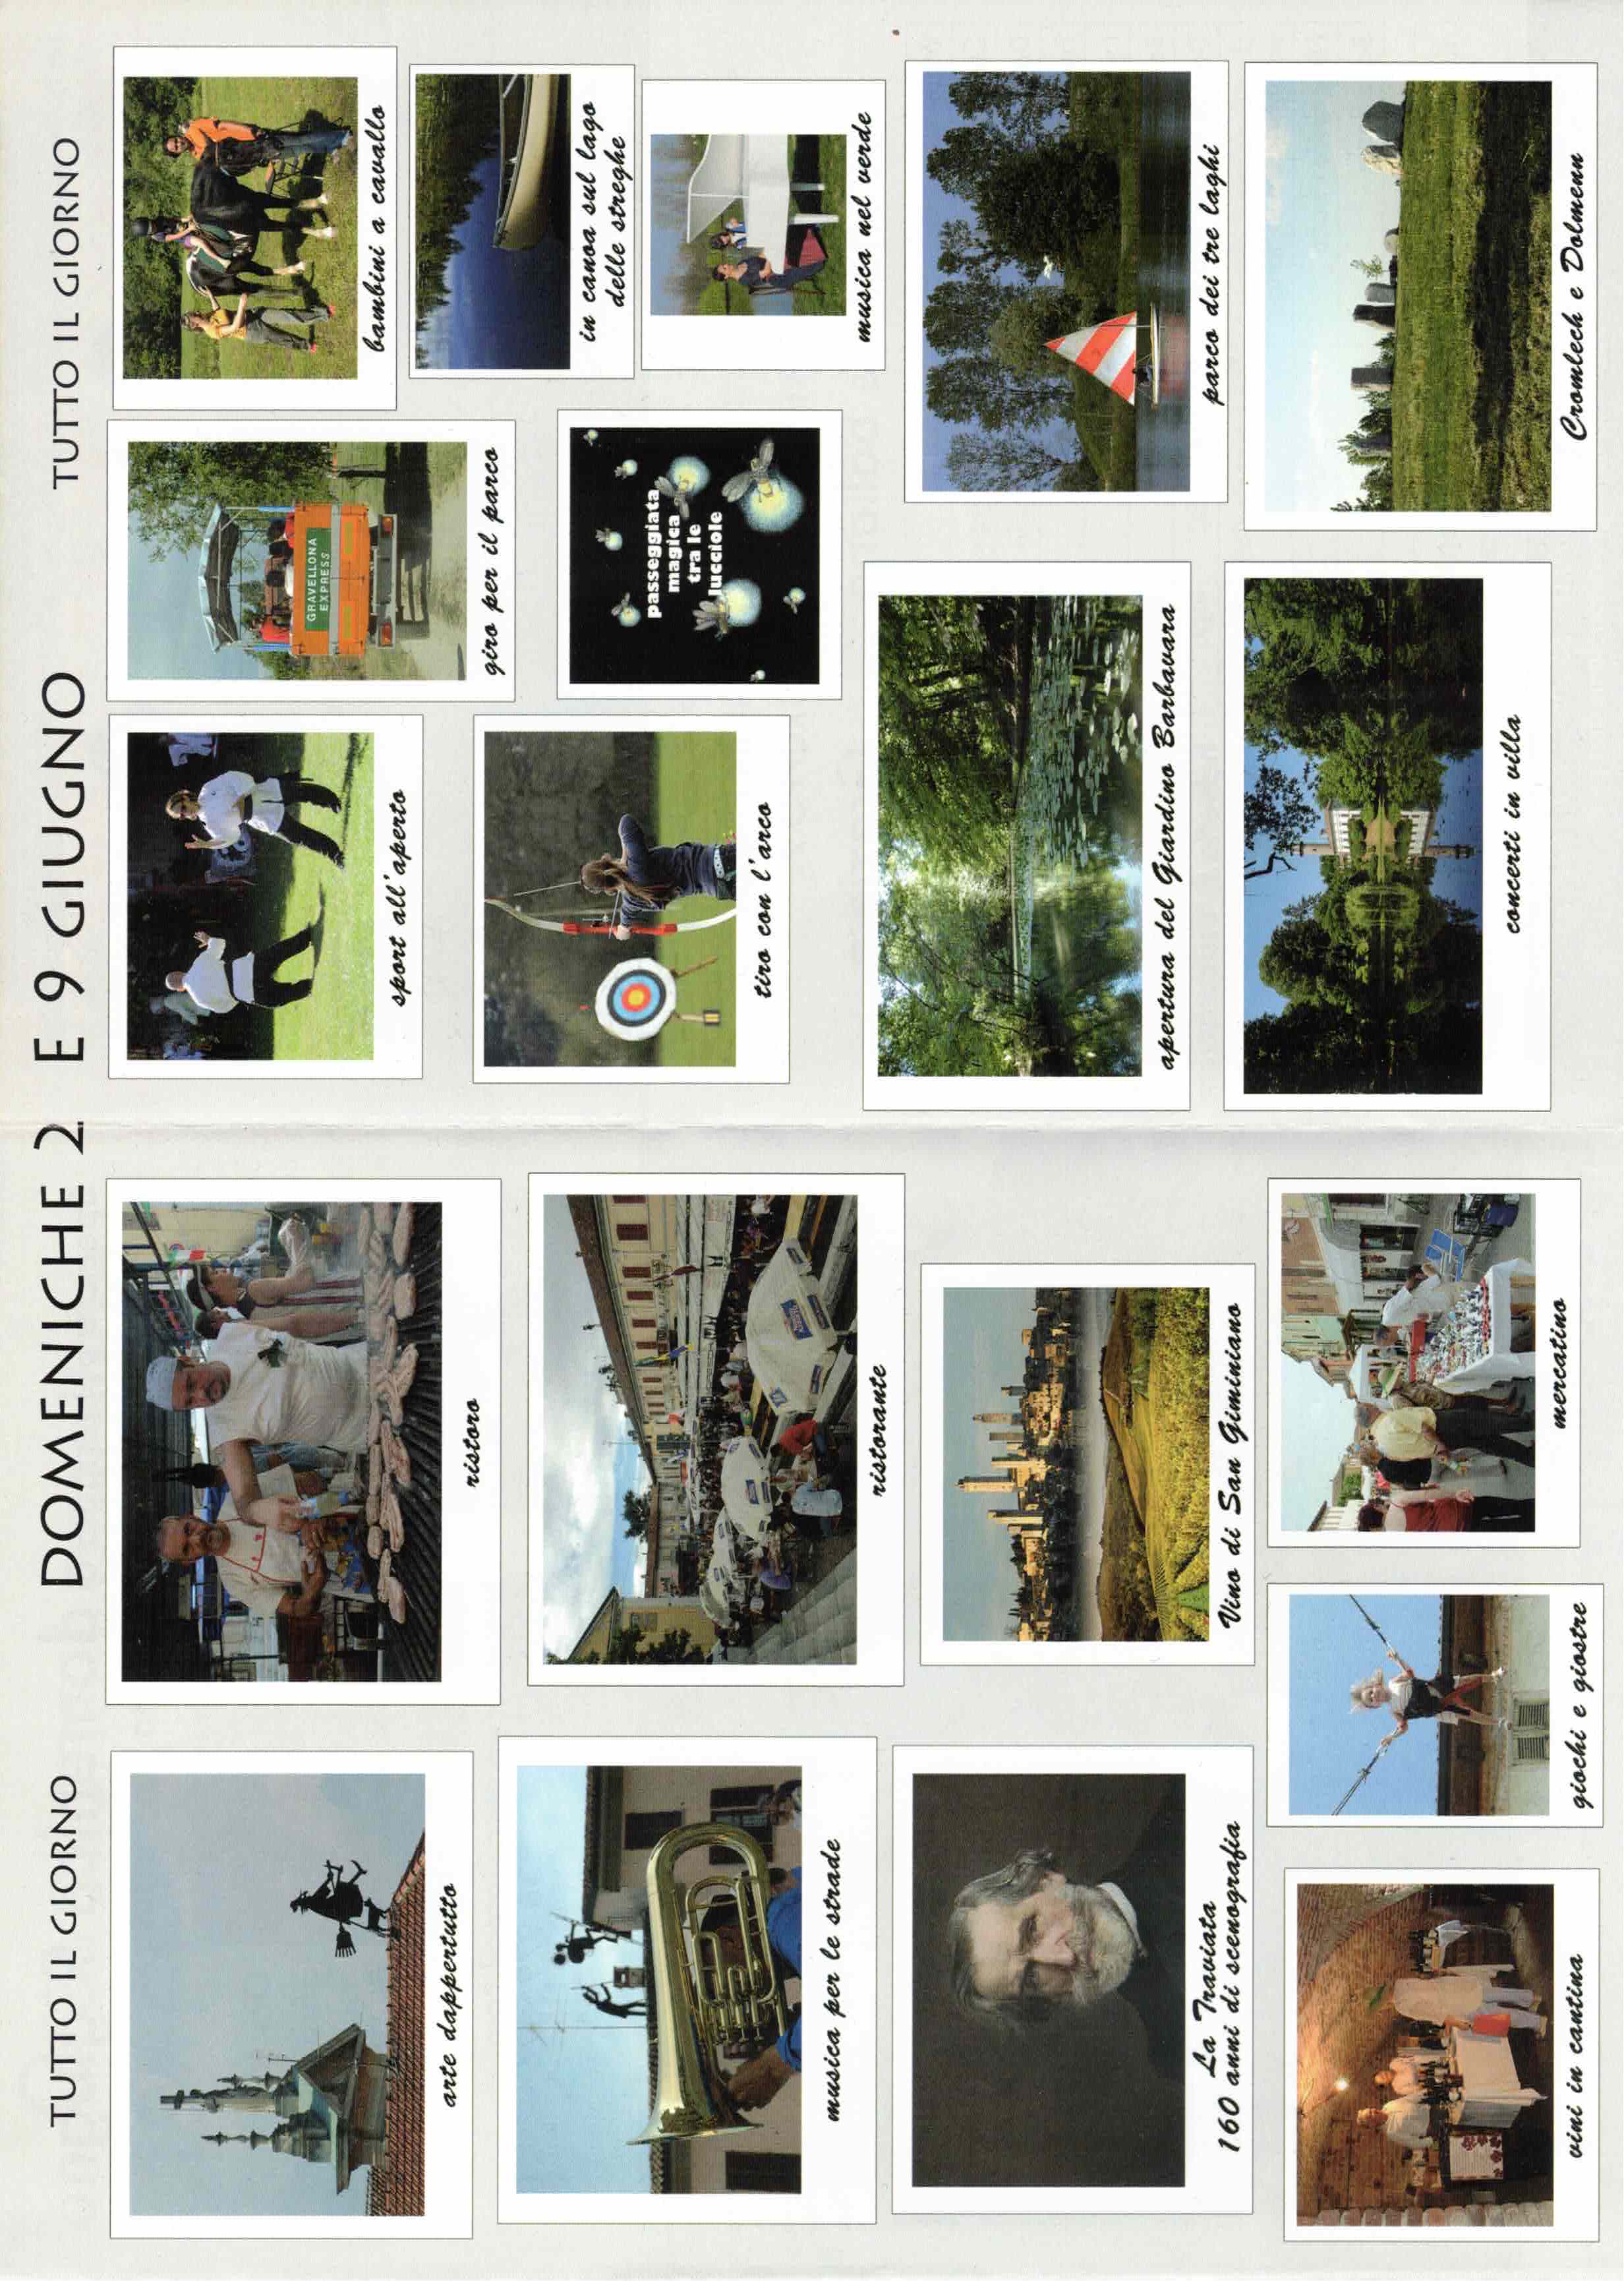 TUTTO IL GIORNO
DOMENICHE 2 E 9 GIUGNO
TUTTO IL GIORNO
arte dappertutto
musica per le strade
La Traviata
160 anni di scenografia
vini in cantina
giochi e giostre
ristoro
ristorante
Vino di San Giminiano
mercatino
sport all'aperto
tiro con l'arco
apertura del Giardino Barbavara
concerti in villa
GRAVELLONA
EXPRESS
giro per il parco
passeggiata
magica
tra le
lucciole
bambini a cavallo
in canoa sul lago
delle streghe
musica nel verde
parco dei tre laghi
Cromlech e Dolmenn